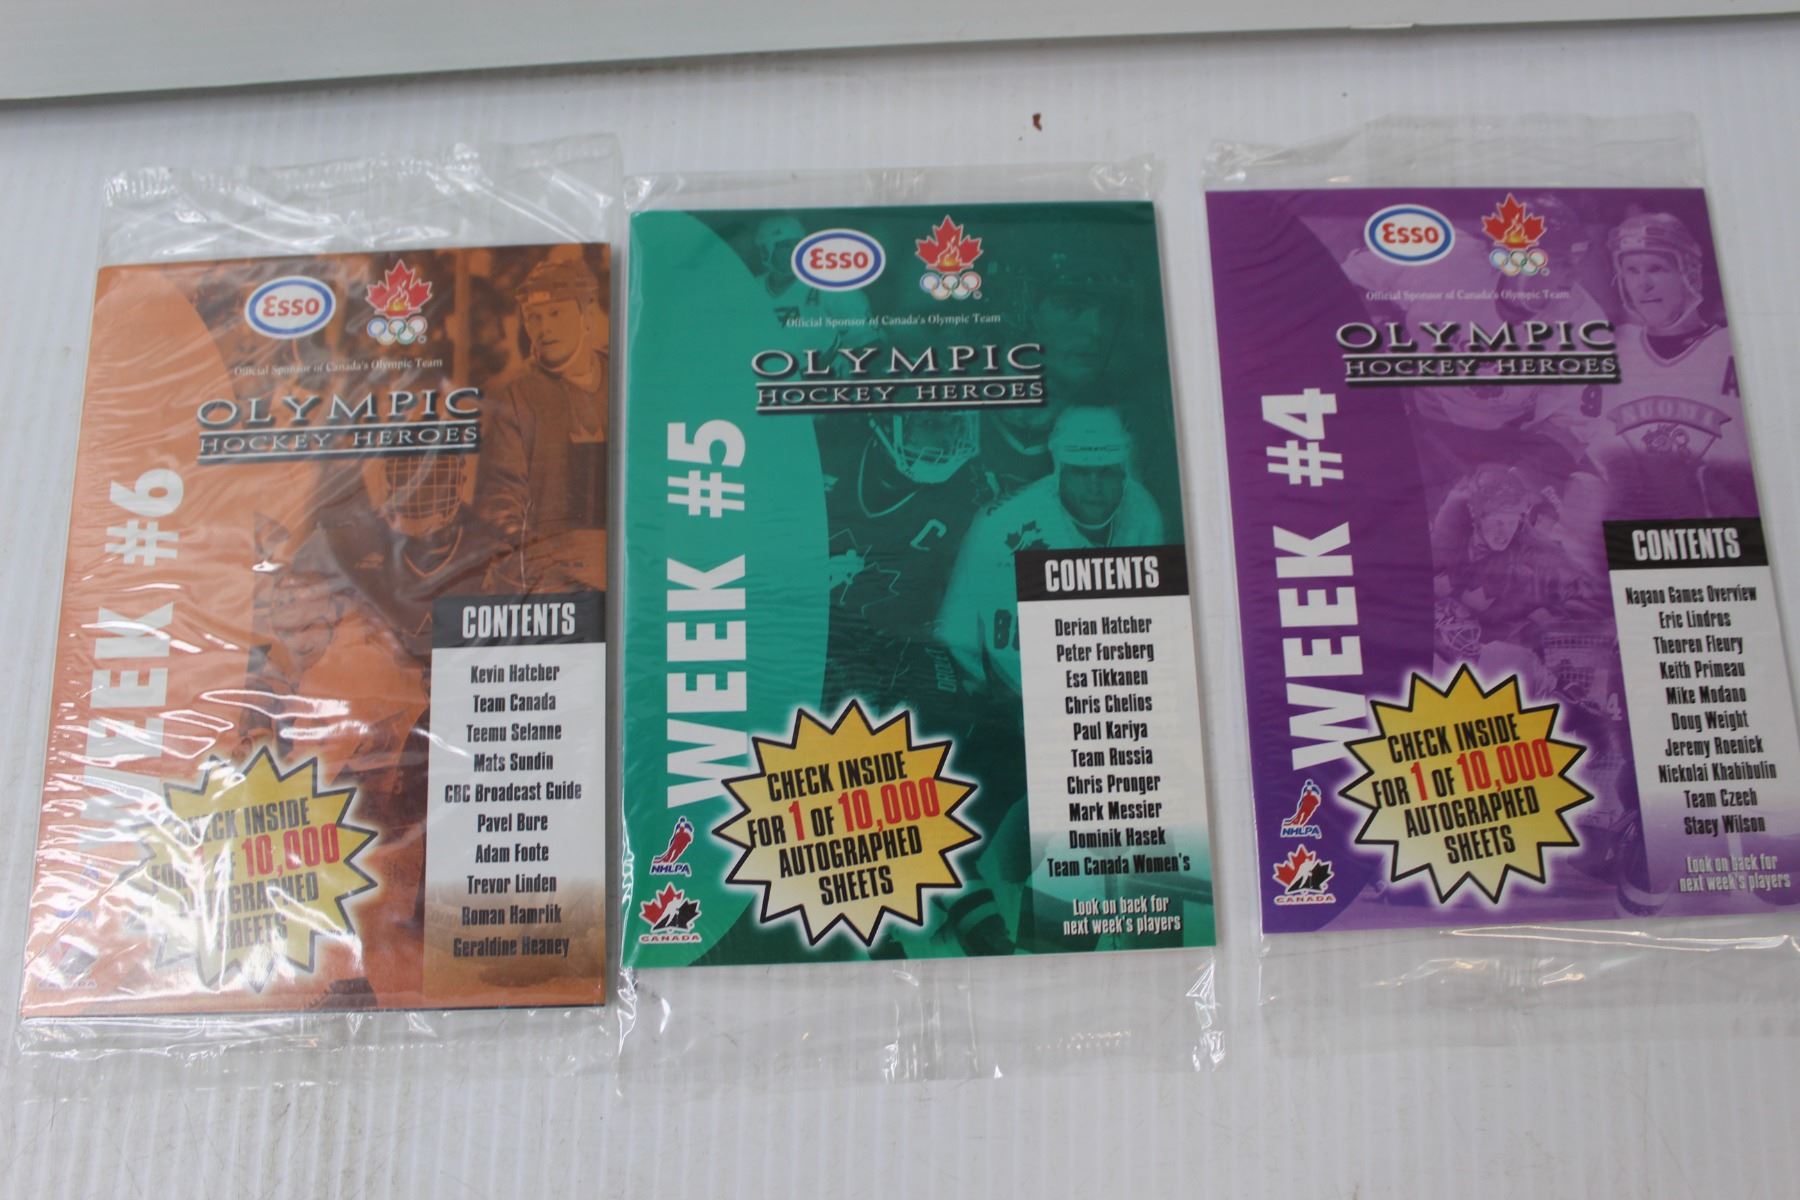 Esso
Official Sponsor of Canada's Olympic Team
OLYMPIC
HOCKEY HEROES
WEEK #6
CONTENTS
Kevin Hatcher
Team Canada
Teemu Selanne
Mats Sundin
CBC Broadcast Guide
Pavel Bure
Adam Foote
Trevor Linden
Roman Hamrlik
Geraldine Heaney
CHECK INSIDE
FOR 1 OF 10,000
AUTOGRAPHED
SHEETS
Esso
Official Sponsor of Canada's Olympic Team
OLYMPIC
HOCKEY HEROES
WEEK #5
CONTENTS
Derian Hatcher
Peter Forsberg
Esa Tikkanen
Chris Chelios
Paul Kariya
Team Russia
Chris Pronger
Mark Messier
Dominik Hasek
Team Canada Women's
Look on back for
next week's players
CHECK INSIDE
FOR 1 OF 10,000
AUTOGRAPHED
SHEETS
NHLPA
CANADA
Esso
Official Sponsor of Canada's Olympic Team
OLYMPIC
HOCKEY HEROES
WEEK #4
CONTENTS
Nagano Games Overview
Eric Lindros
Theoren Fleury
Keith Primeau
Mike Modano
Doug Weight
Jeremy Roenick
Nickolai Khabibulin
Team Czech
Stacy Wilson
Look on back for
next week's players
CHECK INSIDE
FOR 1 OF 10,000
AUTOGRAPHED
SHEETS
NHLPA
CANADA